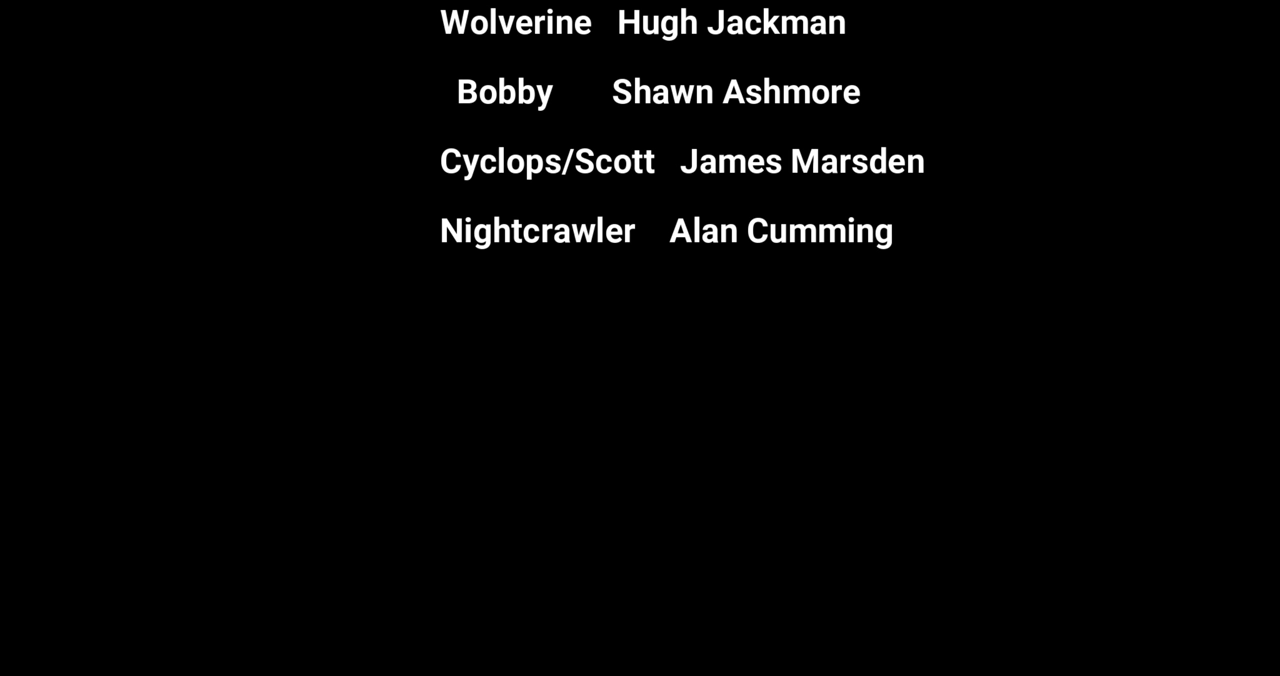 Wolverine Hugh Jackman
Bobby Shawn Ashmore
Cyclops/Scott James Marsden
Nightcrawler Alan Cumming